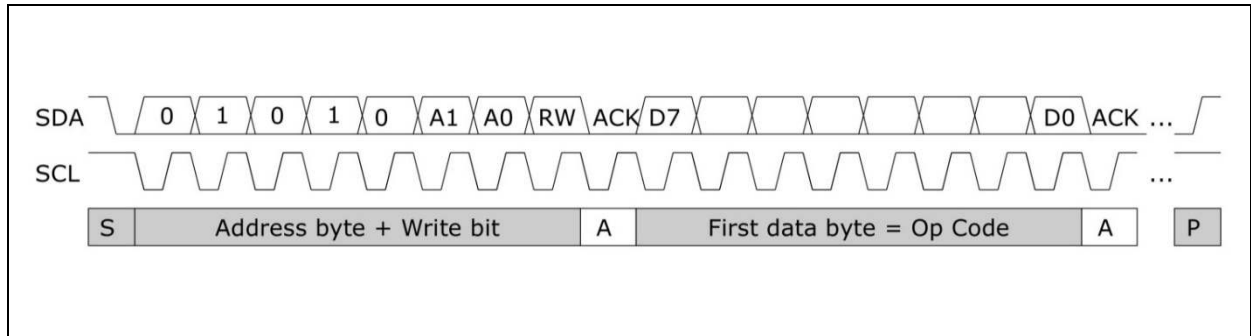 SDA 0 1 0 1 0 A1 A0 RW ACK D7 D0 ACK ...
SCL ...
S Address byte + Write bit A First data byte = Op Code A P